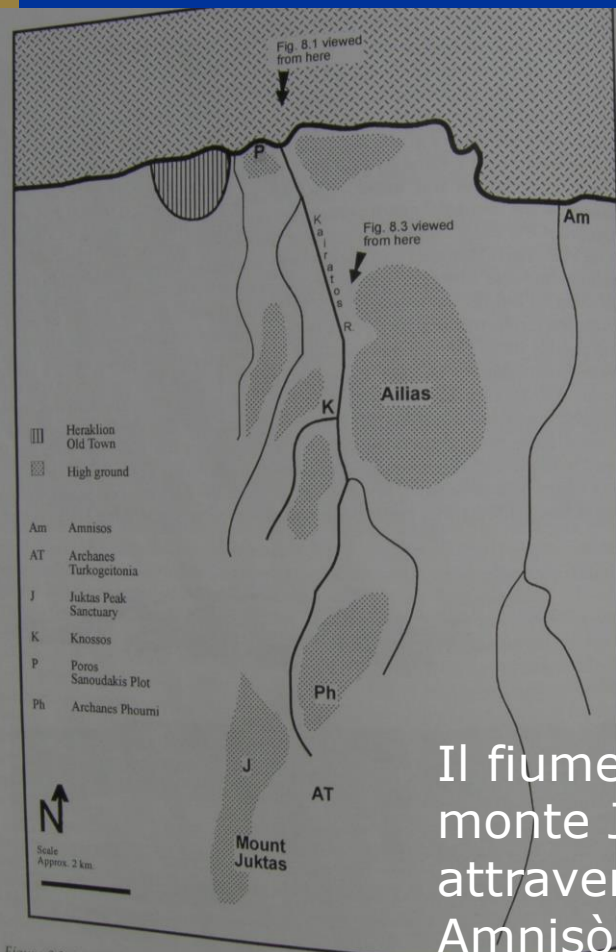 Fig. 8.1 viewed
from here
P
Am
Kairatos R.
Fig. 8.3 viewed
from here
Ailias
K
Heraklion
Old Town
High ground
Am Amnisos
AT Archanes
Turkogeitonia
J Juktas Peak
Sanctuary
K Knossos
P Poros
Sanoudakis Plot
Ph Archanes Phourni
Ph
J
AT
Mount
Juktas
N
Scale
Approx. 2 km.
Il fiume
monte
attraver
Amnisò